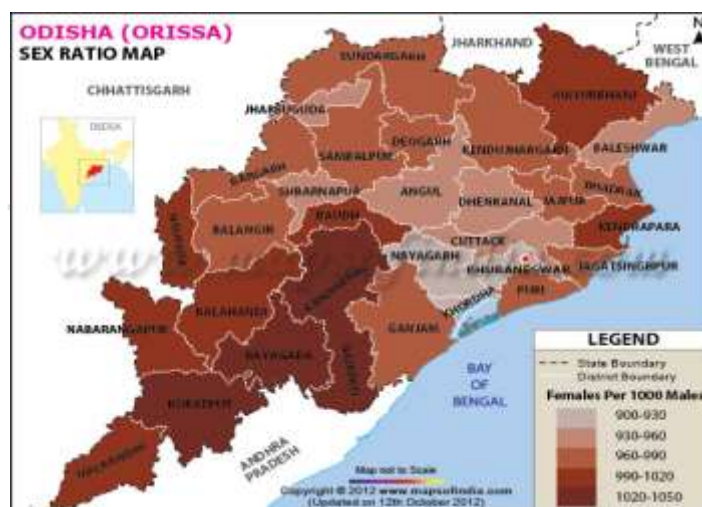 ODISHA (ORISSA)
SEX RATIO MAP
N
JHARKHAND
WEST
BENGAL
CHHATTISGARH
ODISHA
SUNDARGARH
JHARSUGUDA
DEOGARH
SAMBALPUR
BALESHWAR
BARGARH
SUBARNAPUR
ANGUL
DHENKANAL
JAJPUR
BHADRAK
BALANGIR
BAUDH
KENDRAPARA
CUTTACK
NAYAGARH
BHUBANESWAR
JAGATSINGHPUR
KHORDHA
PURI
KALAHANDI
NABARANGAPUR
GANJAM
RAYAGADA
KORAPUT
BAY
OF
BENGAL
ANDHRA
PRADESH
LEGEND
State Boundary
District Boundary
Females Per 1000 Males
900-930
930-960
960-990
990-1020
1020-1050
Map not to Scale
Copyright © 2012 www.mapsofindia.com
(Updated on 12th October 2012)